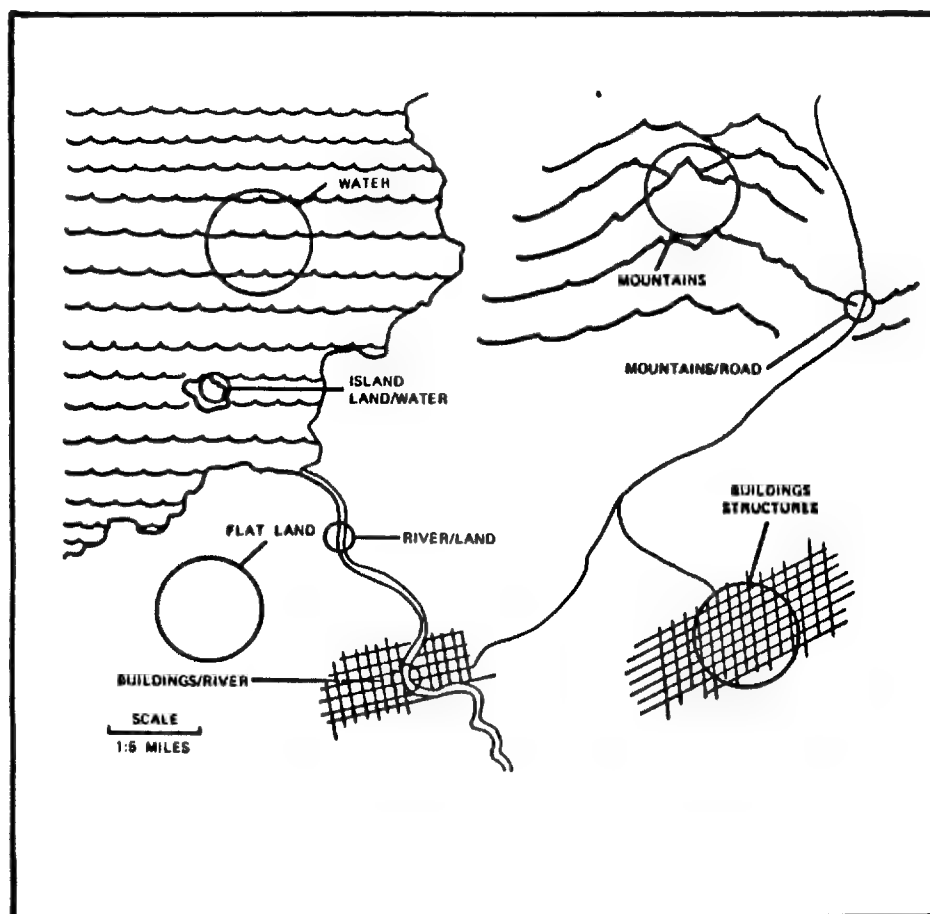 WATER
MOUNTAINS
MOUNTAINS/ROAD
ISLAND
LAND/WATER
BUILDINGS
STRUCTURES
FLAT LAND
RIVER/LAND
BUILDINGS/RIVER
SCALE
1:5 MILES